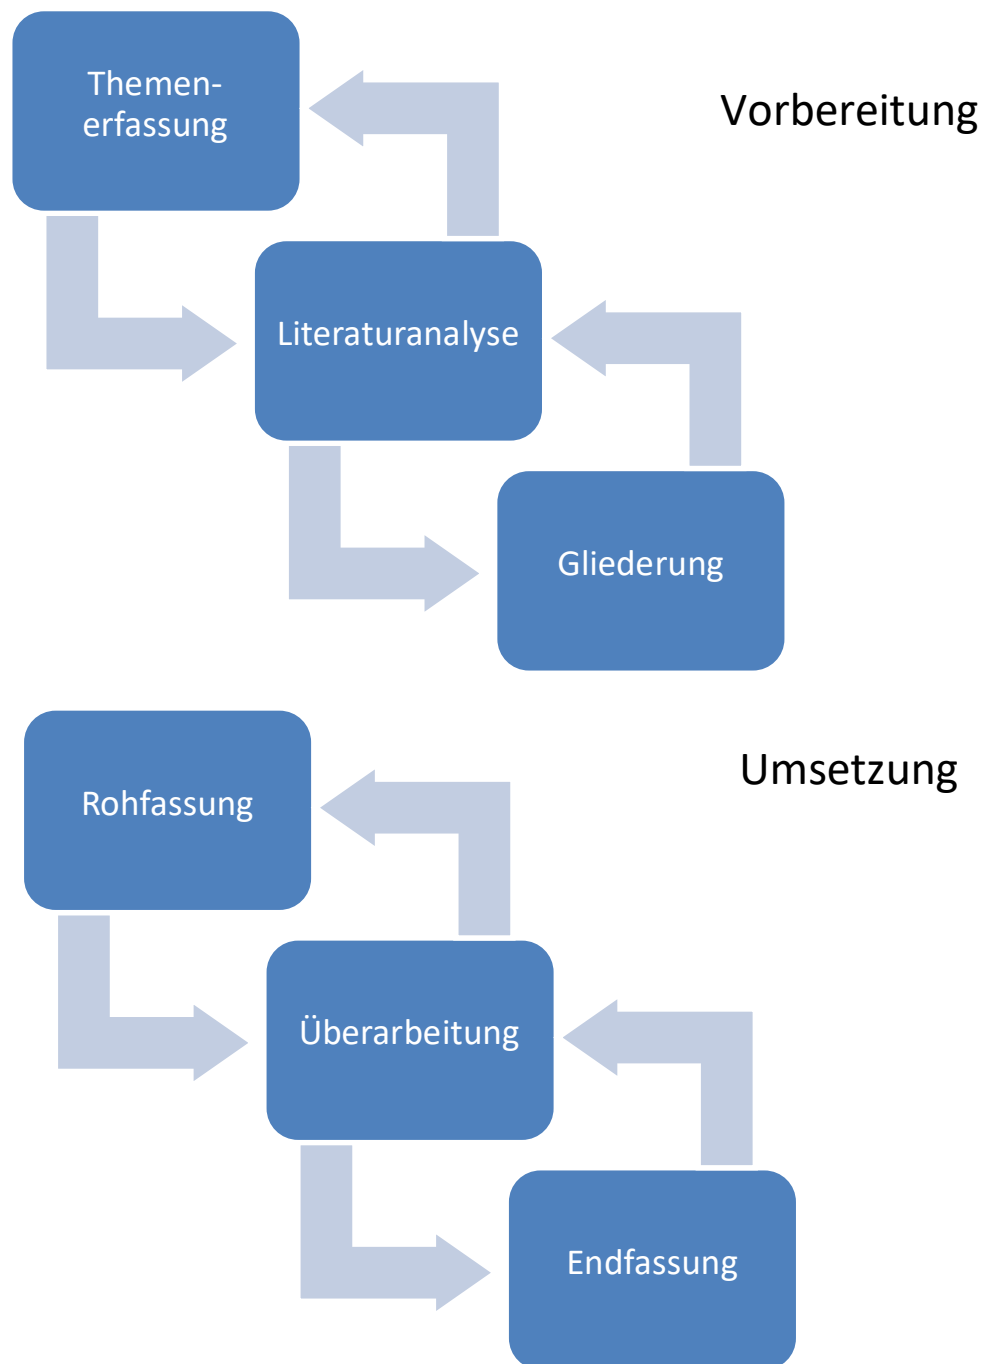 Themen-
erfassung
Vorbereitung
Literaturanalyse
Gliederung
Rohfassung
Umsetzung
Überarbeitung
Endfassung